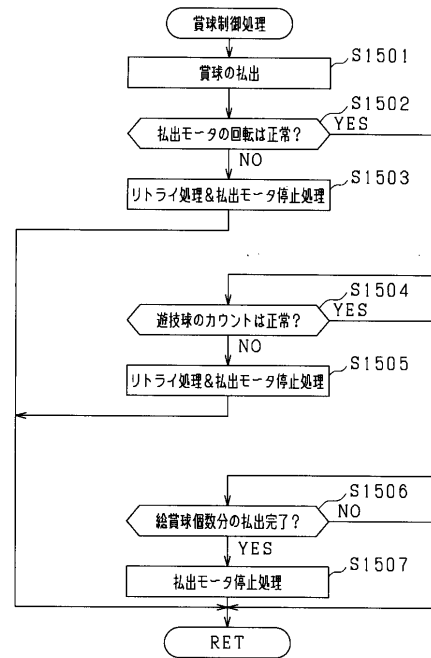 賞球制御処理
S1501
賞球の払出
S1502
払出モータの回転は正常?
YES
NO
S1503
リトライ処理&払出モータ停止処理
S1504
遊技球のカウントは正常?
YES
NO
S1505
リトライ処理&払出モータ停止処理
S1506
絵賞球個数分の払出完了?
NO
YES
S1507
払出モータ停止処理
RET